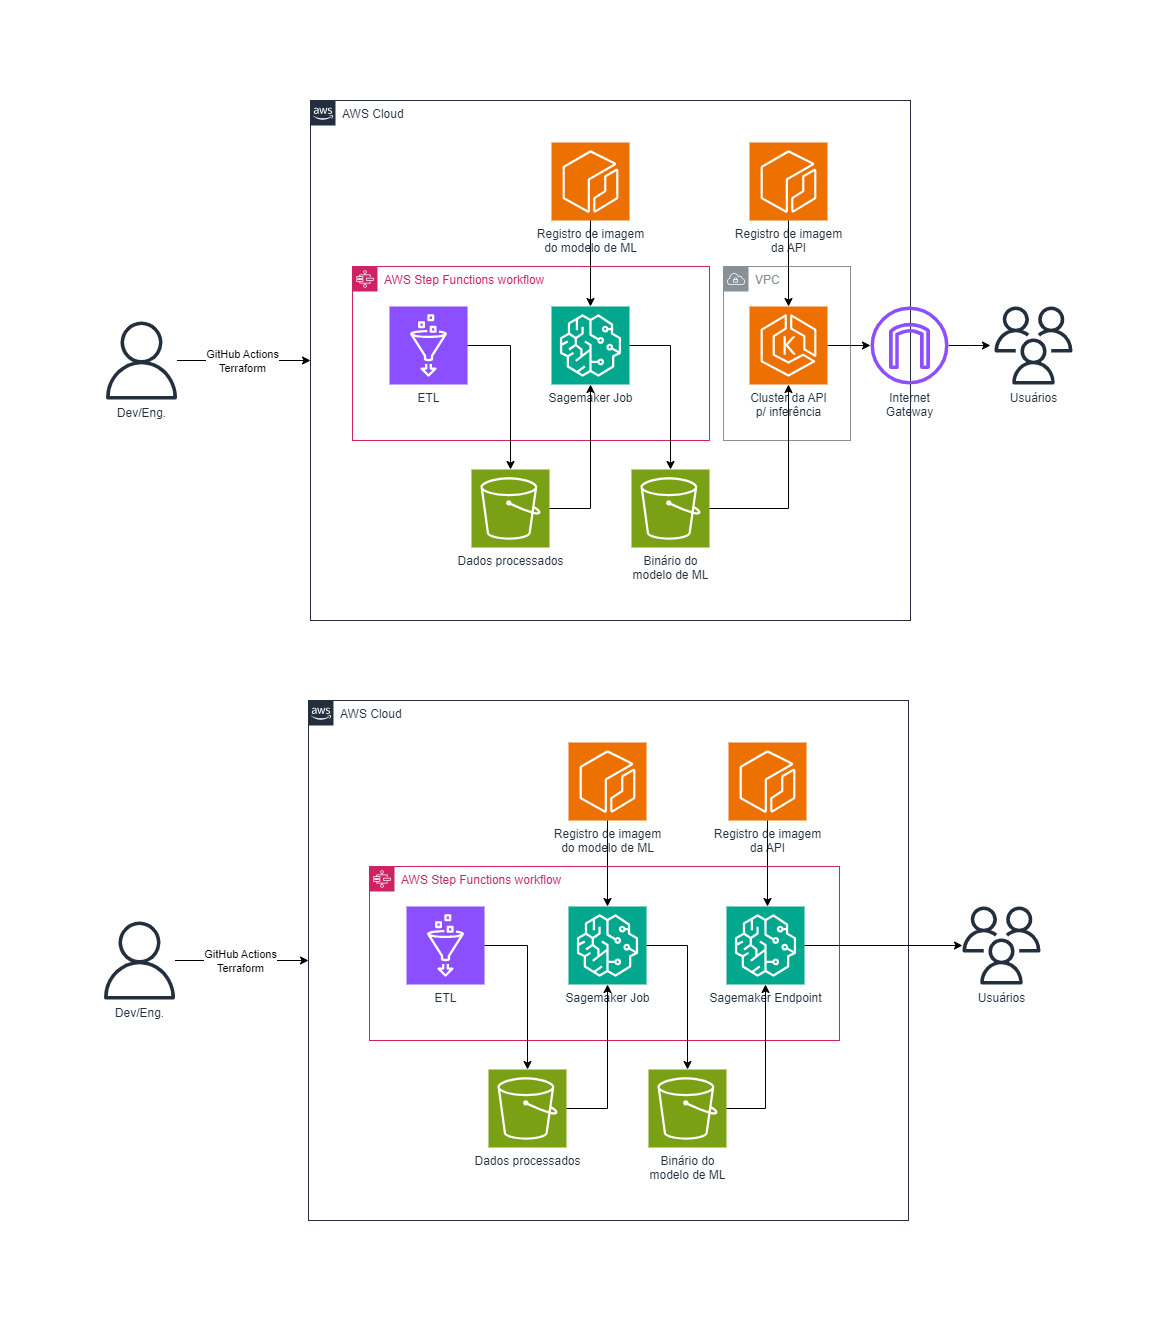 aws
AWS Cloud
Registro de imagem
do modelo de ML
Registro de imagem
da API
AWS Step Functions workflow
VPC
K
GitHub Actions
Terraform
Dev/Eng.
ETL
Sagemaker Job
Cluster da API
p/ inferência
Internet
Gateway
Usuários
Dados processados
Binário do
modelo de ML
aws
AWS Cloud
Registro de imagem
do modelo de ML
Registro de imagem
da API
AWS Step Functions workflow
GitHub Actions
Terraform
Dev/Eng.
ETL
Sagemaker Job
Sagemaker Endpoint
Usuários
Dados processados
Binário do
modelo de ML